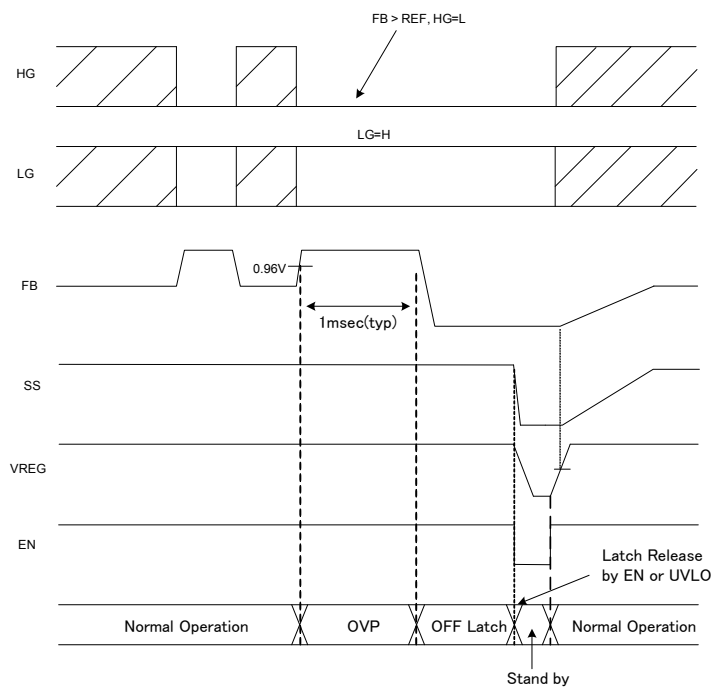 FB > REF, HG=L
HG
LG=H
LG
0.96V
FB
1msec(typ)
SS
VREG
EN
Latch Release
by EN or UVLO
Normal Operation OVP OFF Latch Normal Operation
Stand by